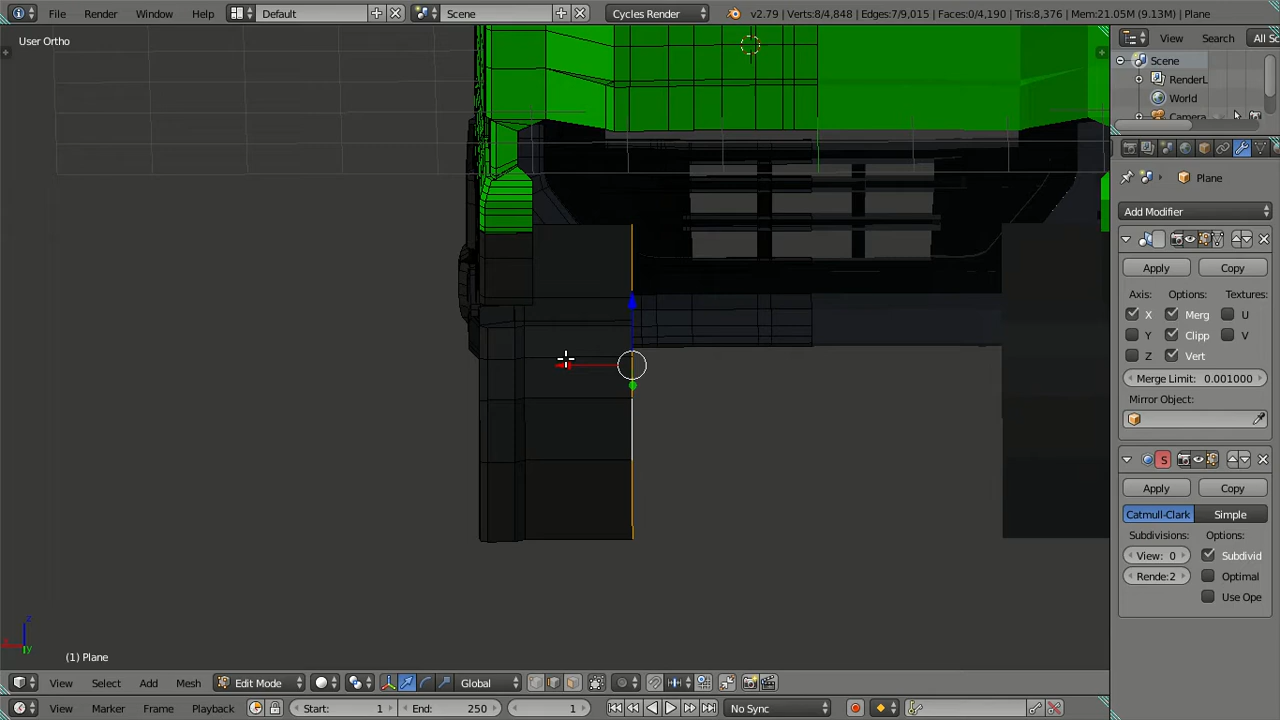 File Render Window Help Default Scene Cycles Render v2.79 | Verts:8/4,848 | Edges:7/9,015 | Faces:0/4,190 | Tris:8,376 | Mem:21.05M (9.13M) | Plane
User Ortho
View Search All Sc
Scene
RenderL
World
Camera
Plane
Add Modifier
Apply Copy
Axis: Options: Textures:
X Merg U
Y Clipp V
Z Vert
Merge Limit: 0.001000
Mirror Object:
S
Apply Copy
Catmull-Clark Simple
Subdivisions: Options:
View: 0 Subdivid
Rende:2 Optimal
Use Ope
z
x
y
(1) Plane
View Select Add Mesh Edit Mode Global
View Marker Frame Playback Start: 1 End: 250 1 No Sync